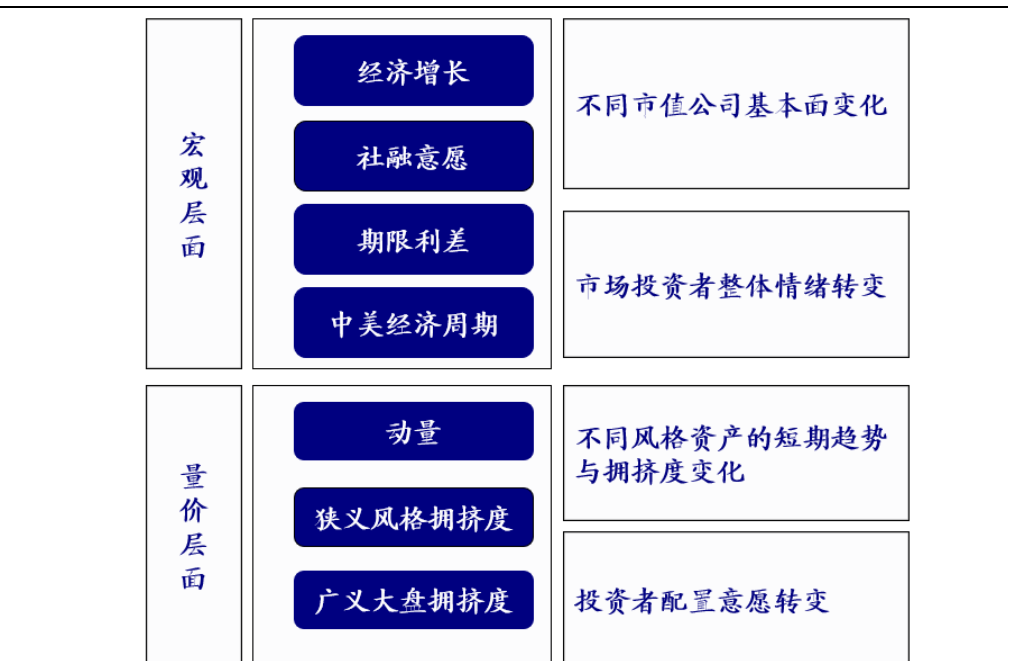 宏观层面
经济增长
社融意愿
期限利差
中美经济周期
不同市值公司基本面变化
市场投资者整体情绪转变
量价层面
动量
狭义风格拥挤度
广义大盘拥挤度
不同风格资产的短期趋势
与拥挤度变化
投资者配置意愿转变